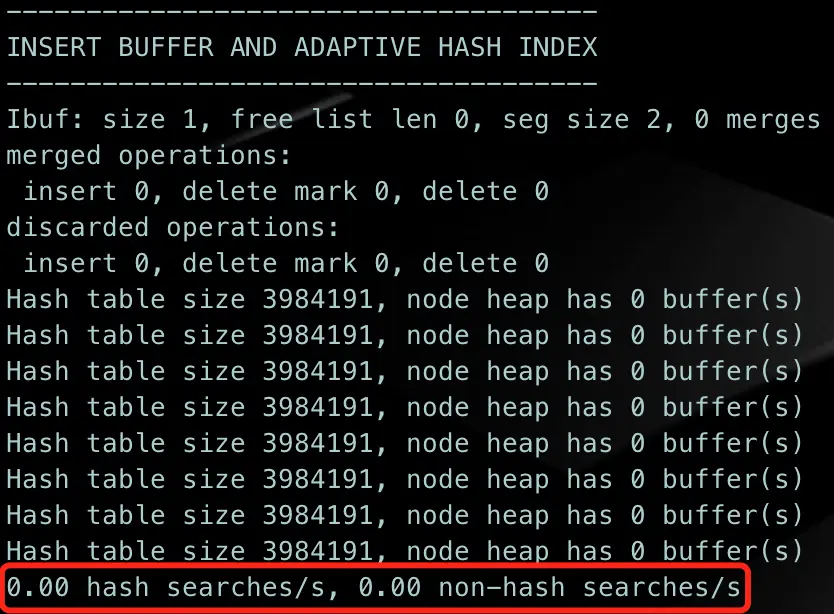 -------------------------------------
INSERT BUFFER AND ADAPTIVE HASH INDEX
-------------------------------------
Ibuf: size 1, free list len 0, seg size 2, 0 merges
merged operations:
 insert 0, delete mark 0, delete 0
discarded operations:
 insert 0, delete mark 0, delete 0
Hash table size 3984191, node heap has 0 buffer(s)
Hash table size 3984191, node heap has 0 buffer(s)
Hash table size 3984191, node heap has 0 buffer(s)
Hash table size 3984191, node heap has 0 buffer(s)
Hash table size 3984191, node heap has 0 buffer(s)
Hash table size 3984191, node heap has 0 buffer(s)
Hash table size 3984191, node heap has 0 buffer(s)
Hash table size 3984191, node heap has 0 buffer(s)
0.00 hash searches/s, 0.00 non-hash searches/s